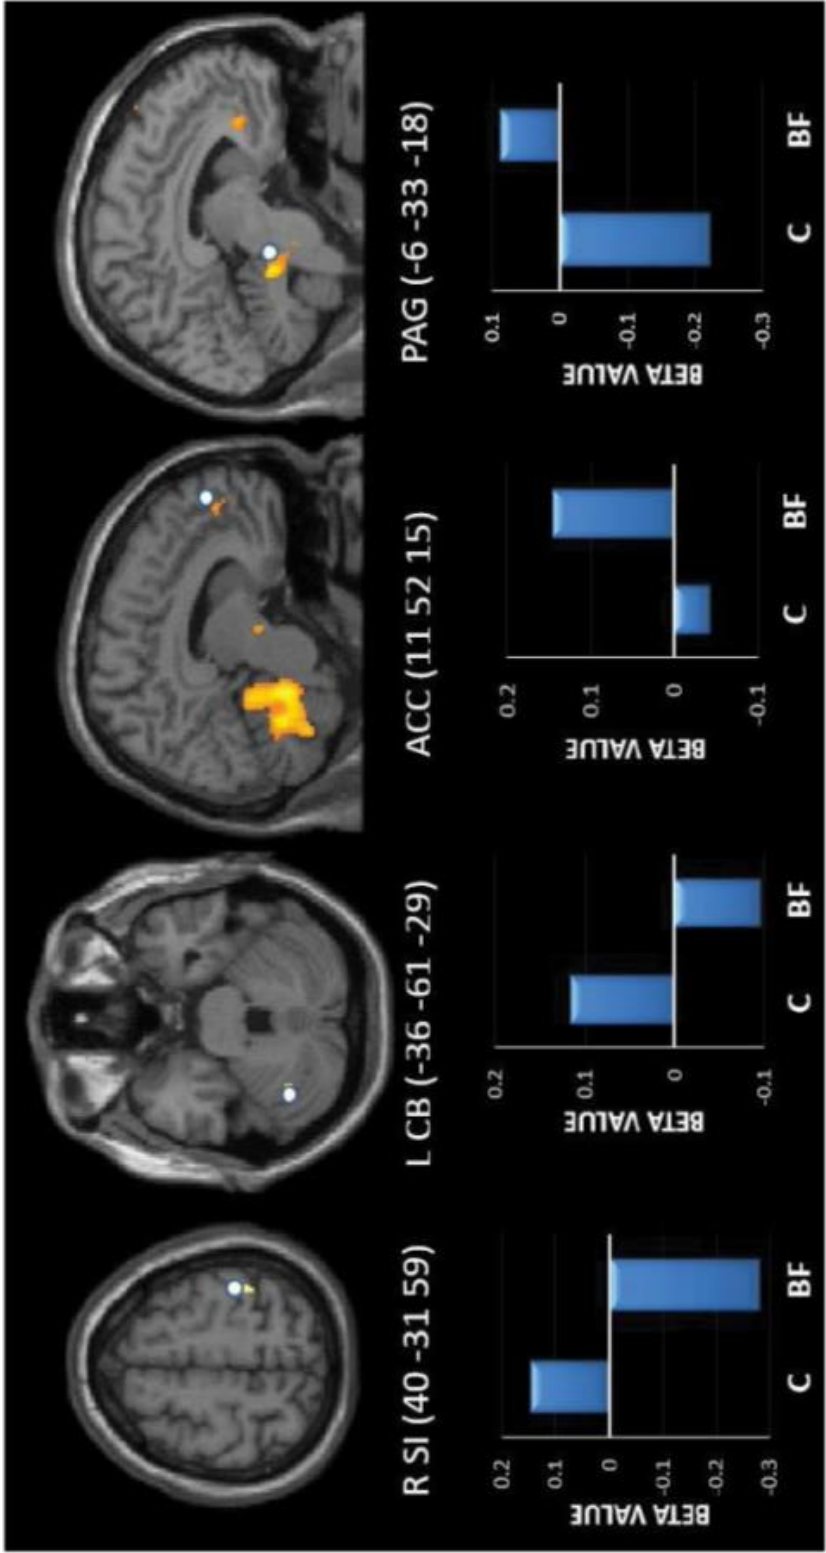 R SI (40 -31 59)
L CB (-36 -61 -29)
ACC (11 52 15)
PAG (-6 -33 -18)
BETA VALUE
0.2
0.1
0
-0.1
-0.2
-0.3
C
BF
BETA VALUE
0.2
0.1
0
-0.1
C
BF
BETA VALUE
0.2
0.1
0
-0.1
C
BF
BETA VALUE
0.1
0
-0.1
-0.2
-0.3
C
BF